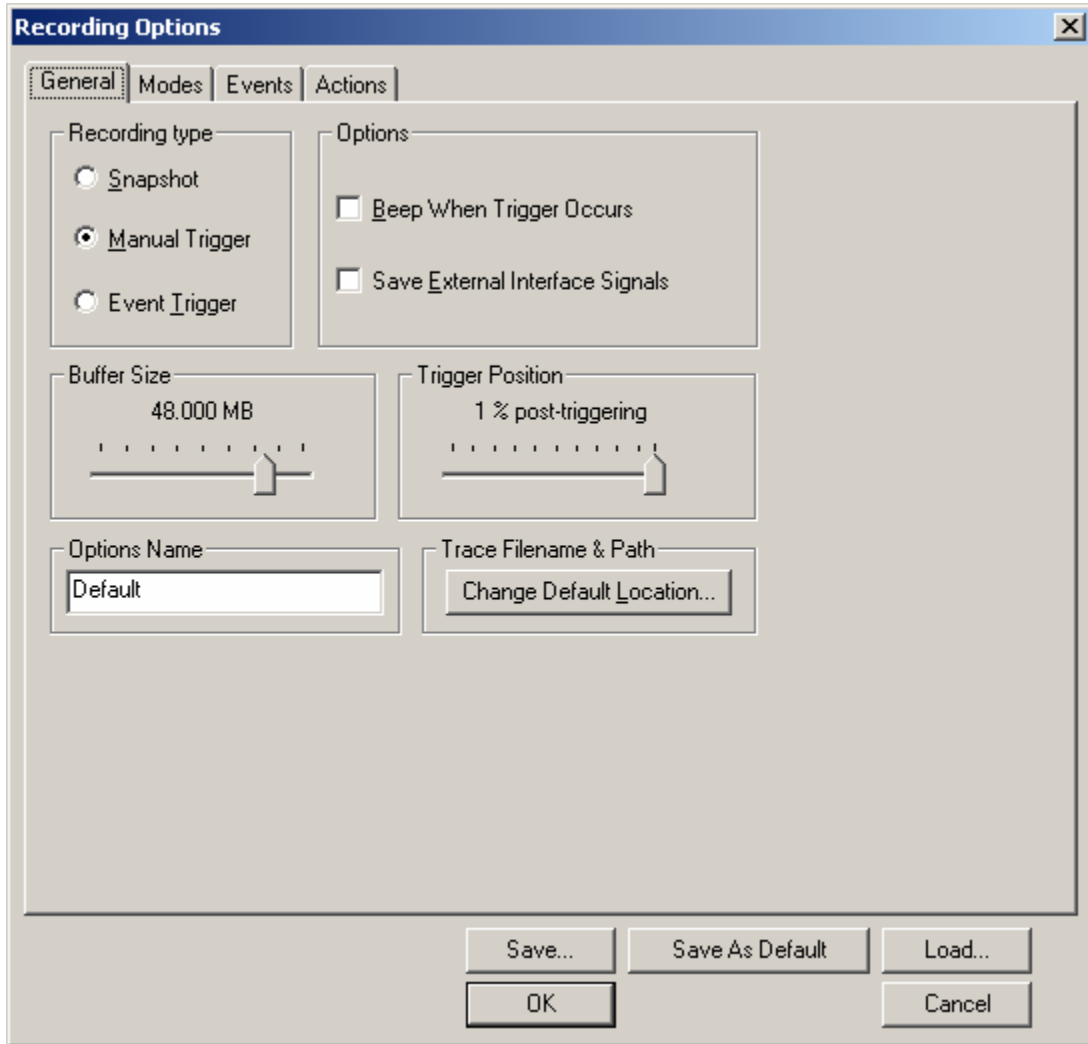 Recording Options
General Modes Events Actions
Recording type
Snapshot
Manual Trigger
Event Trigger
Options
Beep When Trigger Occurs
Save External Interface Signals
Buffer Size
48.000 MB
Trigger Position
1 % post-triggering
Options Name
Default
Trace Filename & Path
Change Default Location...
Save... Save As Default Load...
OK Cancel